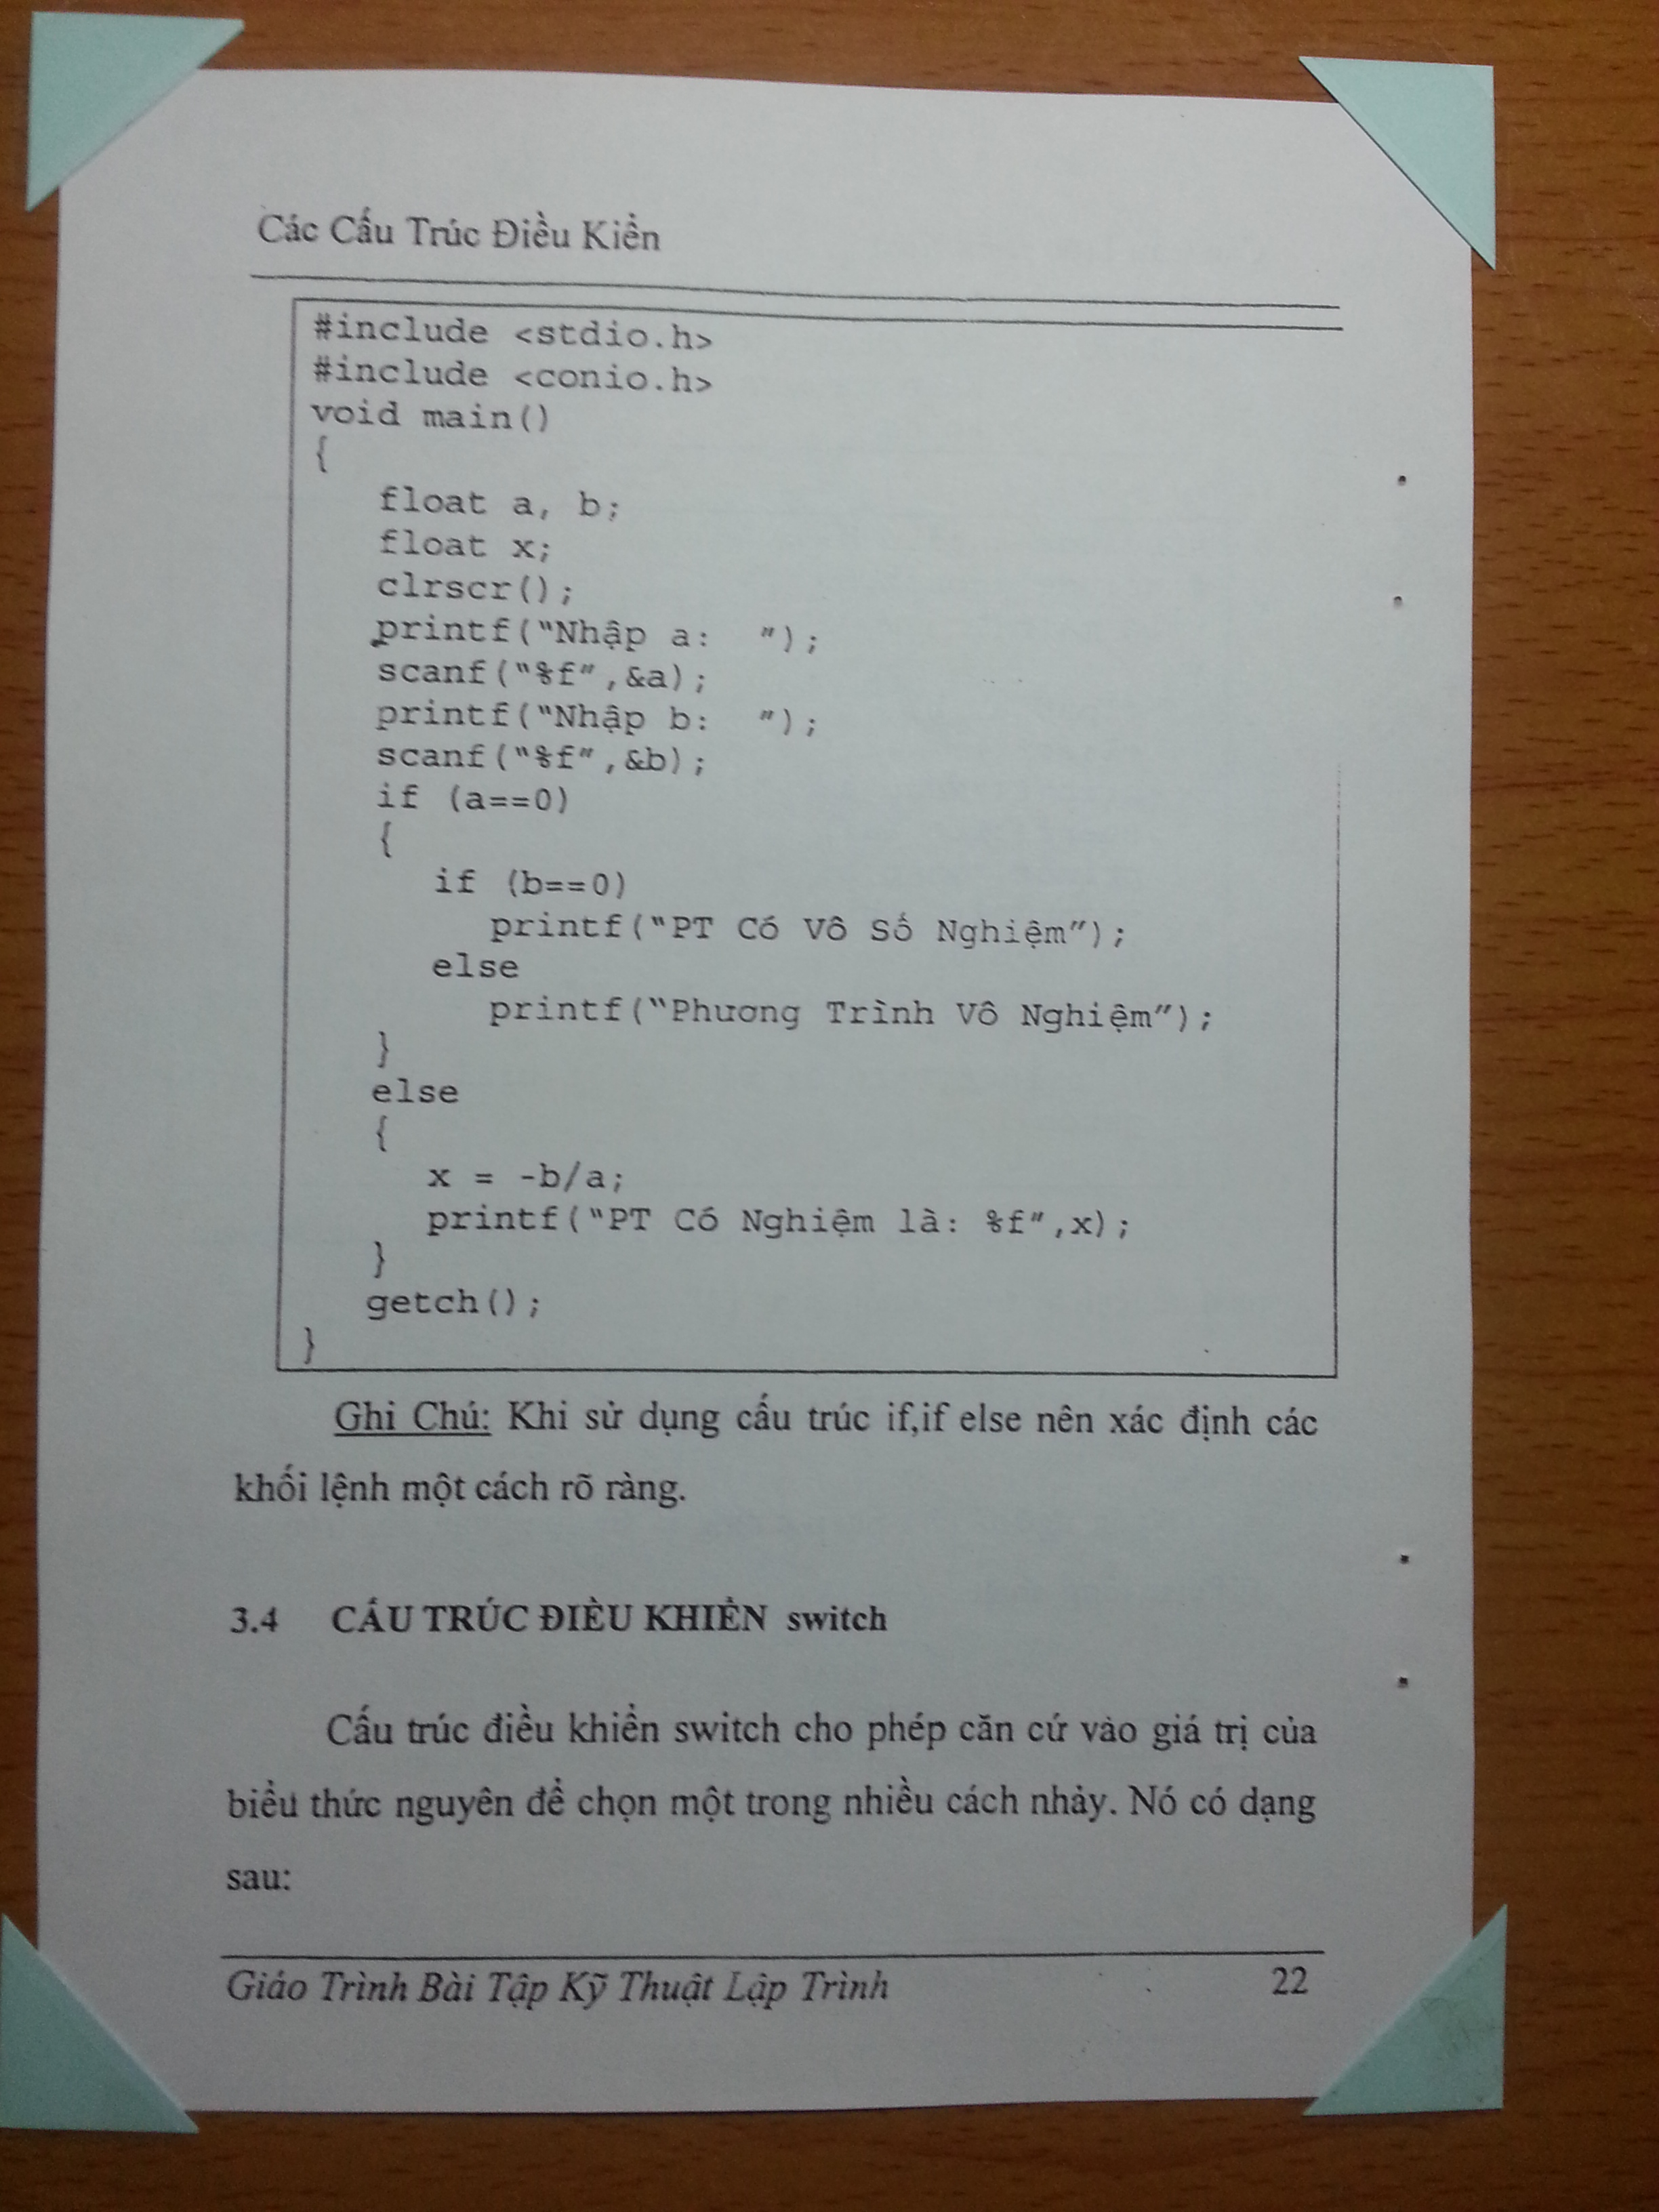 Các Cấu Trúc Điều Kiển
#include <stdio.h>
#include <conio.h>
void main()
{
float a, b;
float x;
clrscr();
printf(“Nhập a:  ”);
scanf(“%f”,&a);
printf(“Nhập b:  ”);
scanf(“%f”,&b);
if (a==0)
{
if (b==0)
printf(“PT Có Vô Số Nghiệm”);
else
printf(“Phương Trình Vô Nghiệm”);
}
else
{
x = -b/a;
printf(“PT Có Nghiệm là: %f”,x);
}
getch();
}
Ghi Chú: Khi sử dụng cấu trúc if,if else nên xác định các
khối lệnh một cách rõ ràng.
3.4 CẤU TRÚC ĐIỀU KHIỂN switch
Cấu trúc điều khiển switch cho phép căn cứ vào giá trị của
biểu thức nguyên để chọn một trong nhiều cách nhảy. Nó có dạng
sau:
Giáo Trình Bài Tập Kỹ Thuật Lập Trình 22